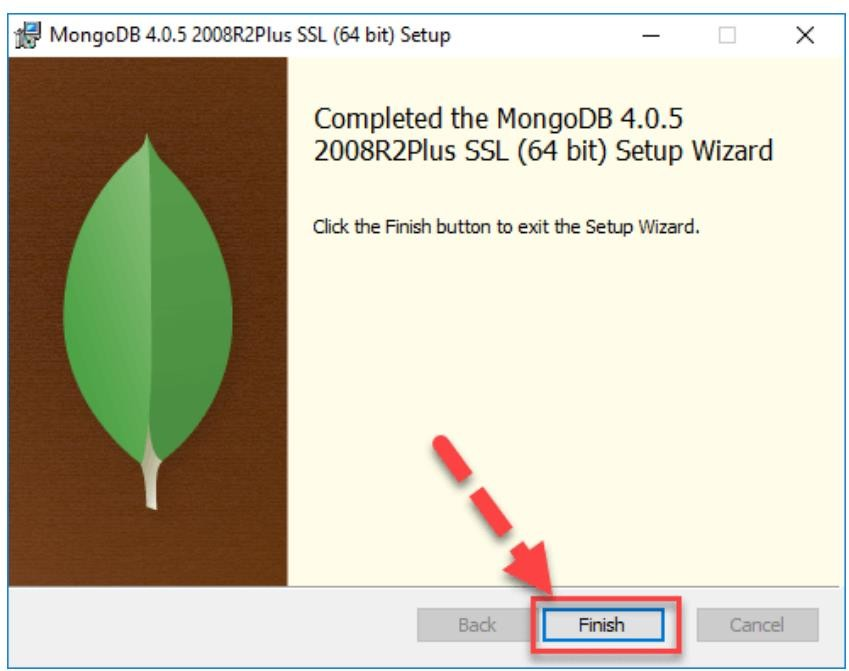 MongoDB 4.0.5 2008R2Plus SSL (64 bit) Setup
Completed the MongoDB 4.0.5
2008R2Plus SSL (64 bit) Setup Wizard
Click the Finish button to exit the Setup Wizard.
Back Finish Cancel